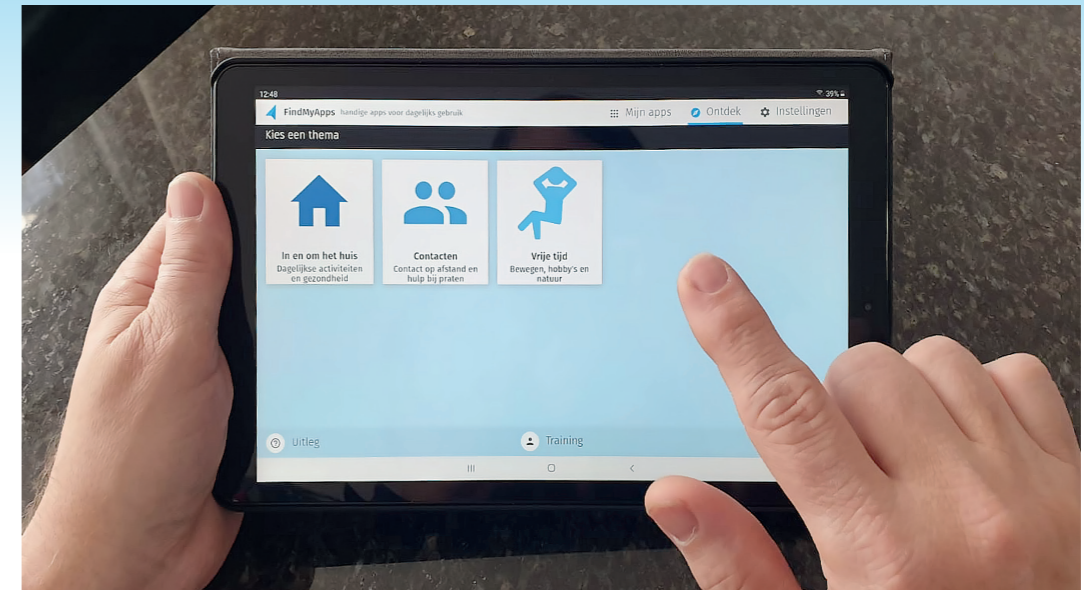 12:48 39%
FindMyApps handige apps voor dagelijks gebruik Mijn apps Ontdek Instellingen
Kies een thema
In en om het huis
Dagelijkse activiteiten
en gezondheid
Contacten
Contact op afstand en
hulp bij praten
Vrije tijd
Bewegen, hobby's en
natuur
Uitleg Training